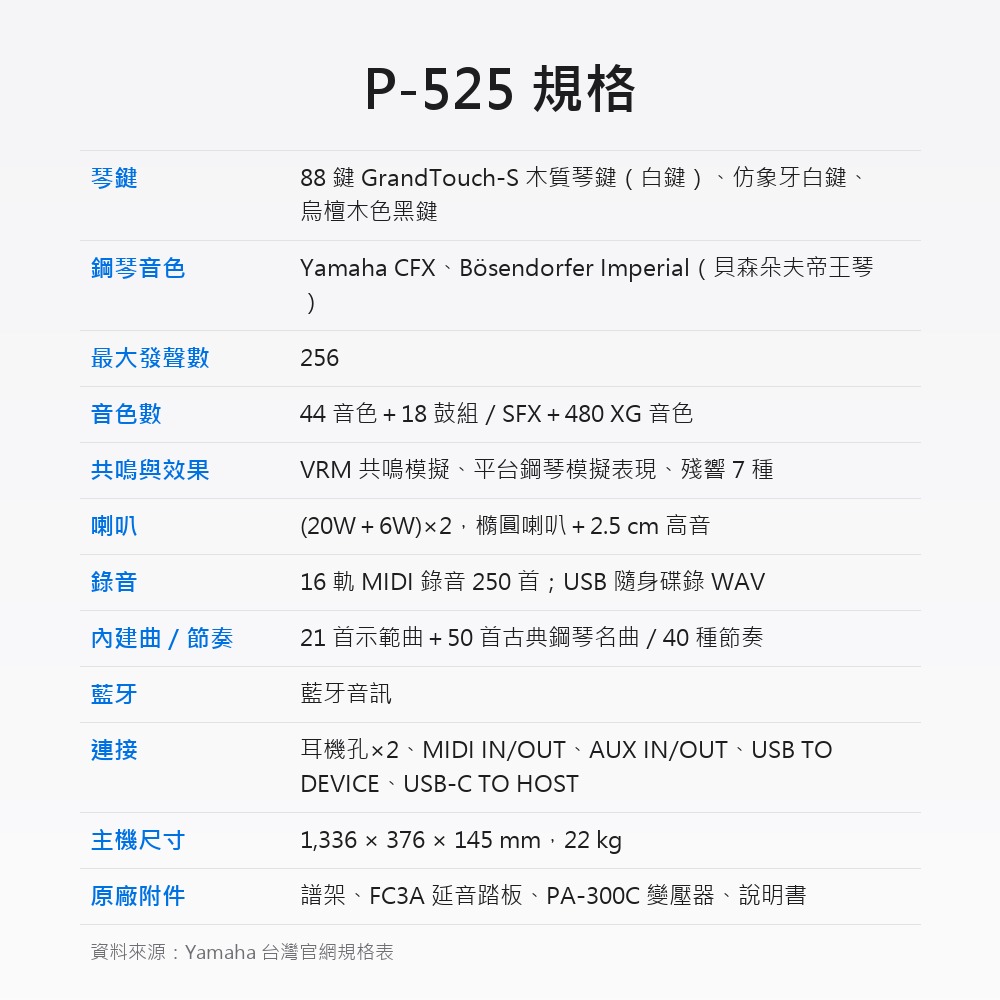 P-525 規格
琴鍵
88 鍵 GrandTouch-S 木質琴鍵（白鍵）、仿象牙白鍵、
烏檀木色黑鍵
鋼琴音色
Yamaha CFX、Bösendorfer Imperial（貝森朵夫帝王琴
）
最大發聲數
256
音色數
44 音色 + 18 鼓組 / SFX + 480 XG 音色
共鳴與效果
VRM 共鳴模擬、平台鋼琴模擬表現、殘響 7 種
喇叭
(20W + 6W)×2，橢圓喇叭 + 2.5 cm 高音
錄音
16 軌 MIDI 錄音 250 首；USB 隨身碟錄 WAV
內建曲 / 節奏
21 首示範曲 + 50 首古典鋼琴名曲 / 40 種節奏
藍牙
藍牙音訊
連接
耳機孔×2、MIDI IN/OUT、AUX IN/OUT、USB TO
DEVICE、USB-C TO HOST
主機尺寸
1,336 × 376 × 145 mm，22 kg
原廠附件
譜架、FC3A 延音踏板、PA-300C 變壓器、說明書
資料來源：Yamaha 台灣官網規格表